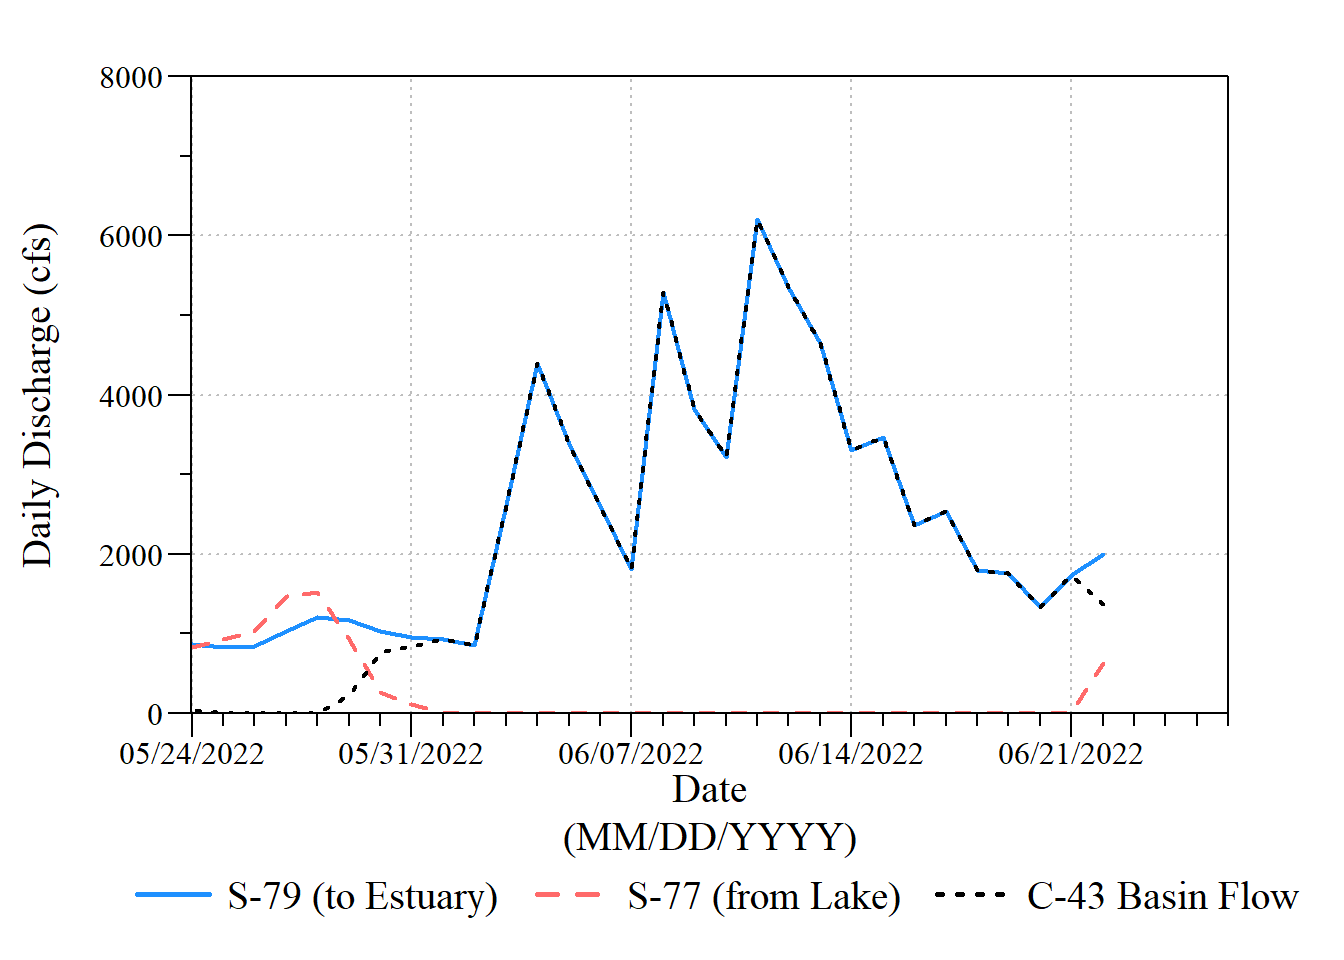 8000
6000
4000
2000
0
Daily Discharge (cfs)
05/24/2022 05/31/2022 06/07/2022 06/14/2022 06/21/2022
Date
(MM/DD/YYYY)
S-79 (to Estuary) S-77 (from Lake) C-43 Basin Flow